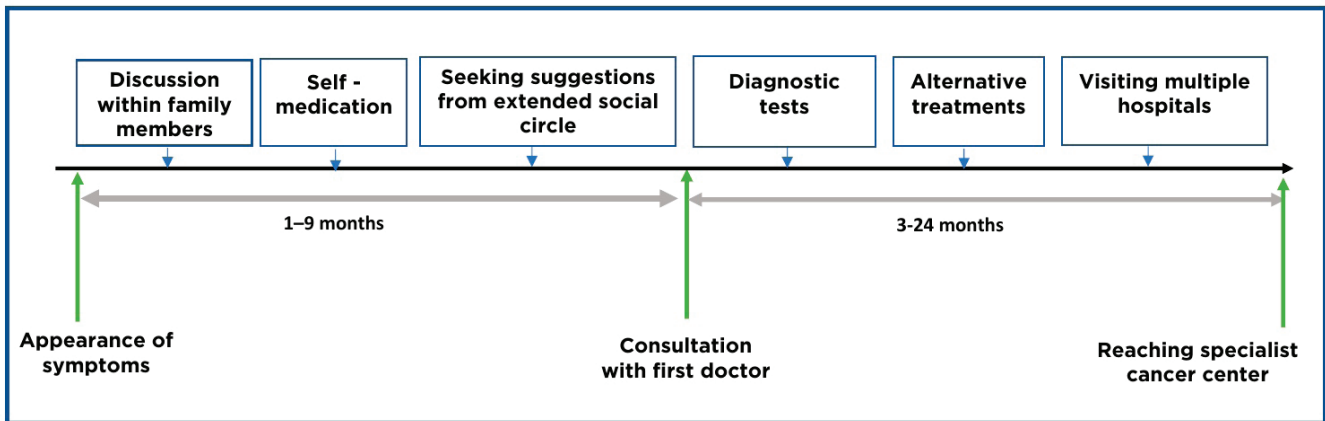 Discussion
within family
members
Self -
medication
Seeking suggestions
from extended social
circle
Diagnostic
tests
Alternative
treatments
Visiting multiple
hospitals
1–9 months
3-24 months
Appearance of
symptoms
Consultation
with first doctor
Reaching specialist
cancer center